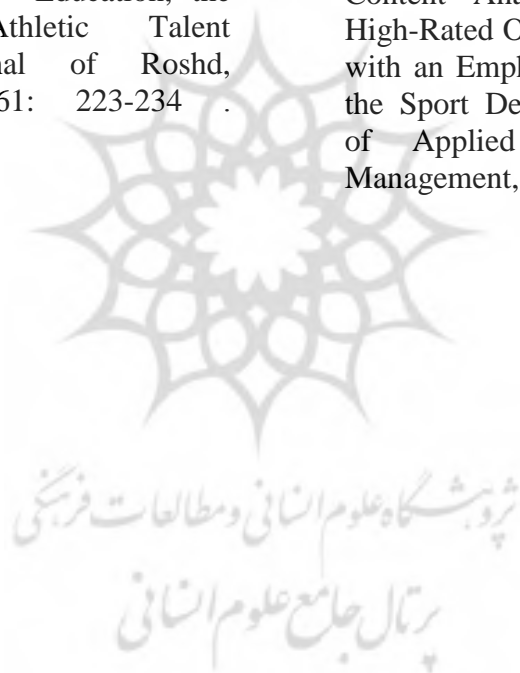 Education, the
Athletic Talent
nal of Roshd,
61: 223-234 .
Content Ana
High-Rated O
with an Emph
the Sport De
of Applied
Management,
پژوهشگاه علوم انسانی و مطالعات فرهنگی
پرتال جامع علوم انسانی